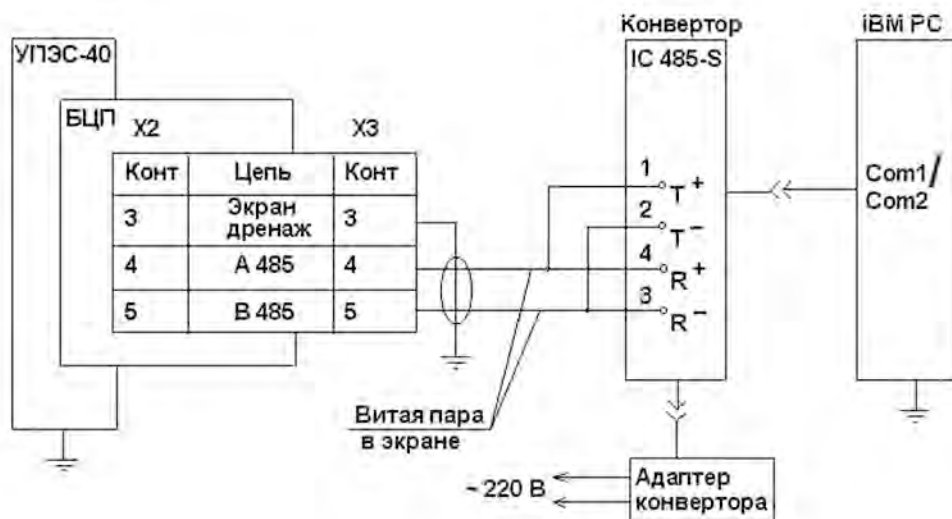 УПЭС-40
БЦП
X2
X3
Конт
Цепь
Конт
3
Экран
дренаж
3
4
А 485
4
5
В 485
5
Витая пара
в экране
Конвертор
IC 485-S
1
T +
2
T -
4
R +
3
R -
iBM PC
Com1/
Com2
~ 220 В
Адаптер
конвертора